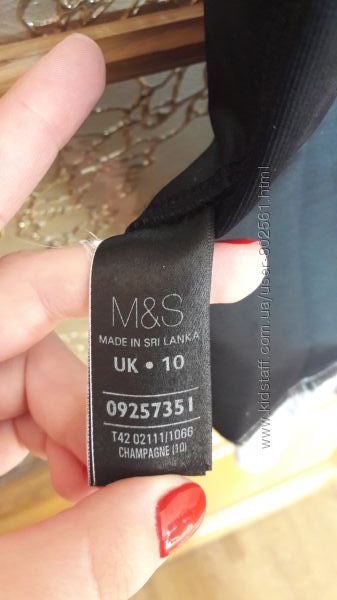 M&S
MADE IN SRI LANKA
UK • 10
09257351
T42 02111/1066
CHAMPAGNE (10)
www.kidstaff.com.ua/user-902561.html